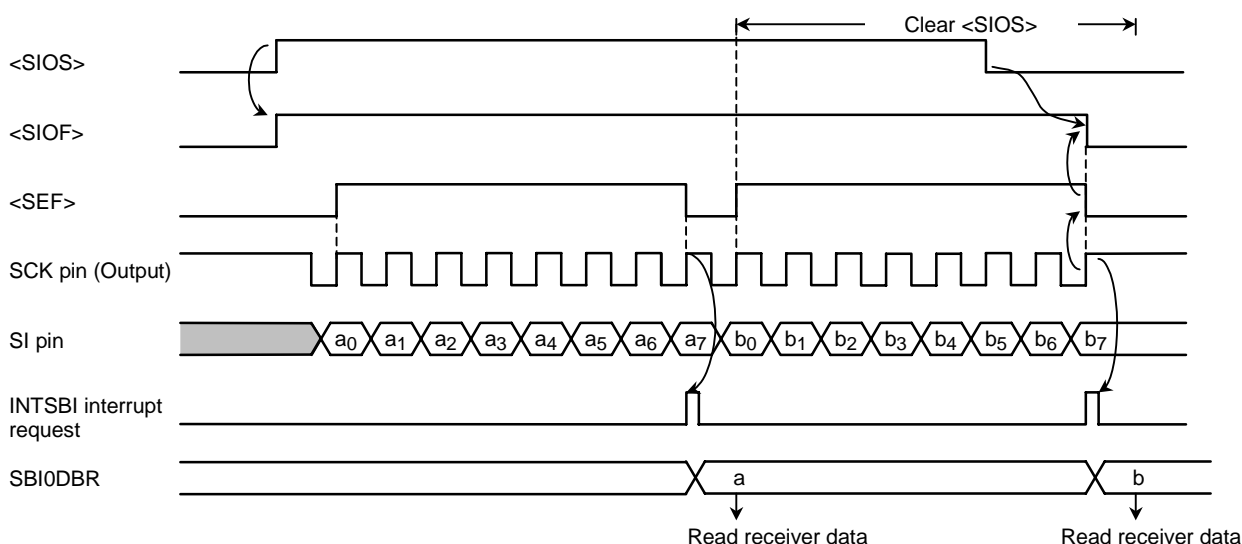 Clear <SIOS>
<SIOS>
<SIOF>
<SEF>
SCK pin (Output)
SI pin
a0 a1 a2 a3 a4 a5 a6 a7 b0 b1 b2 b3 b4 b5 b6 b7
INTSBI interrupt
request
SBI0DBR
a
b
Read receiver data
Read receiver data